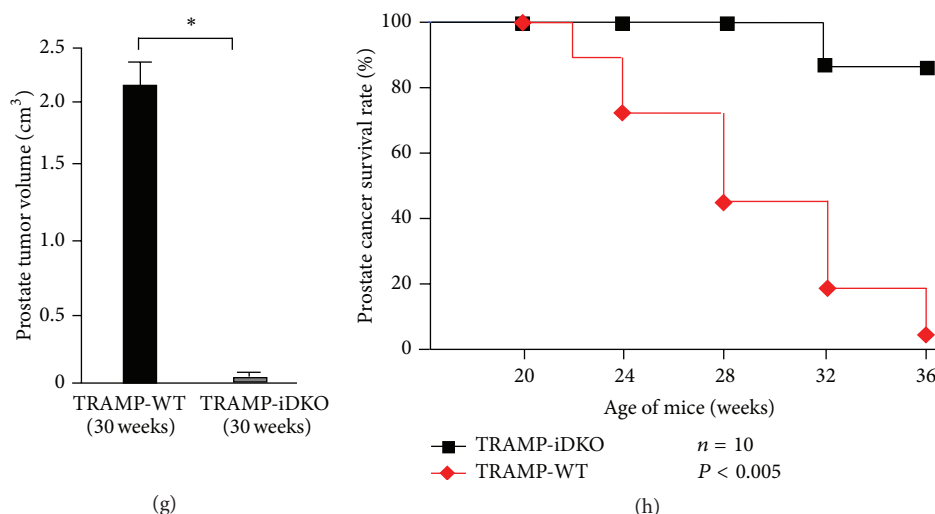 *
Prostate tumor volume (cm³)
2.5
2.0
1.5
1.0
0.5
0
TRAMP-WT
(30 weeks)
TRAMP-iDKO
(30 weeks)
(g)
Prostate cancer survival rate (%)
100
80
60
40
20
0
20 24 28 32 36
Age of mice (weeks)
TRAMP-iDKO n = 10
TRAMP-WT P < 0.005
(h)